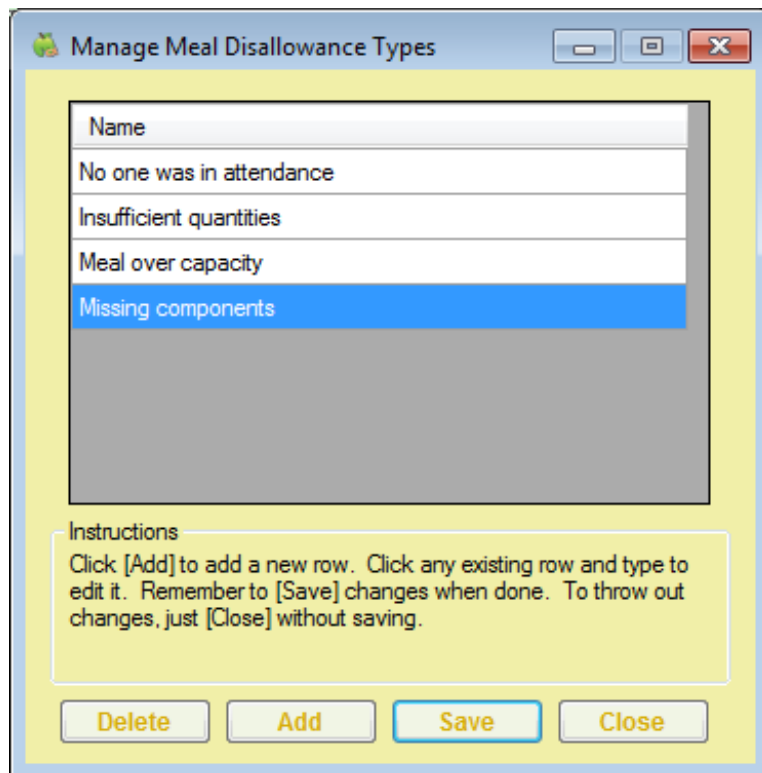 Manage Meal Disallowance Types
Name
No one was in attendance
Insufficient quantities
Meal over capacity
Missing components
Instructions
Click [Add] to add a new row.  Click any existing row and type to
edit it.  Remember to [Save] changes when done.  To throw out
changes, just [Close] without saving.
Delete Add Save Close